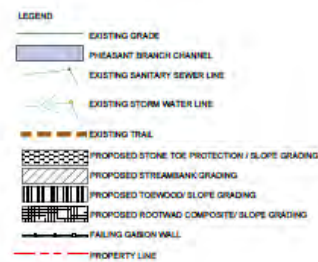 LEGEND
EXISTING GRADE
PHEASANT BRANCH CHANNEL
EXISTING SANITARY SEWER LINE
EXISTING STORM WATER LINE
EXISTING TRAIL
PROPOSED STONE TOE PROTECTION / SLOPE GRADING
PROPOSED STREAMBANK GRADING
PROPOSED TOEWOOD/ SLOPE GRADING
PROPOSED ROOTWAD COMPOSITE/ SLOPE GRADING
FAILING GABION WALL
PROPERTY LINE